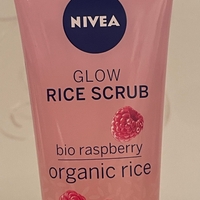 NIVEA
GLOW
RICE SCRUB
bio raspberry
organic rice